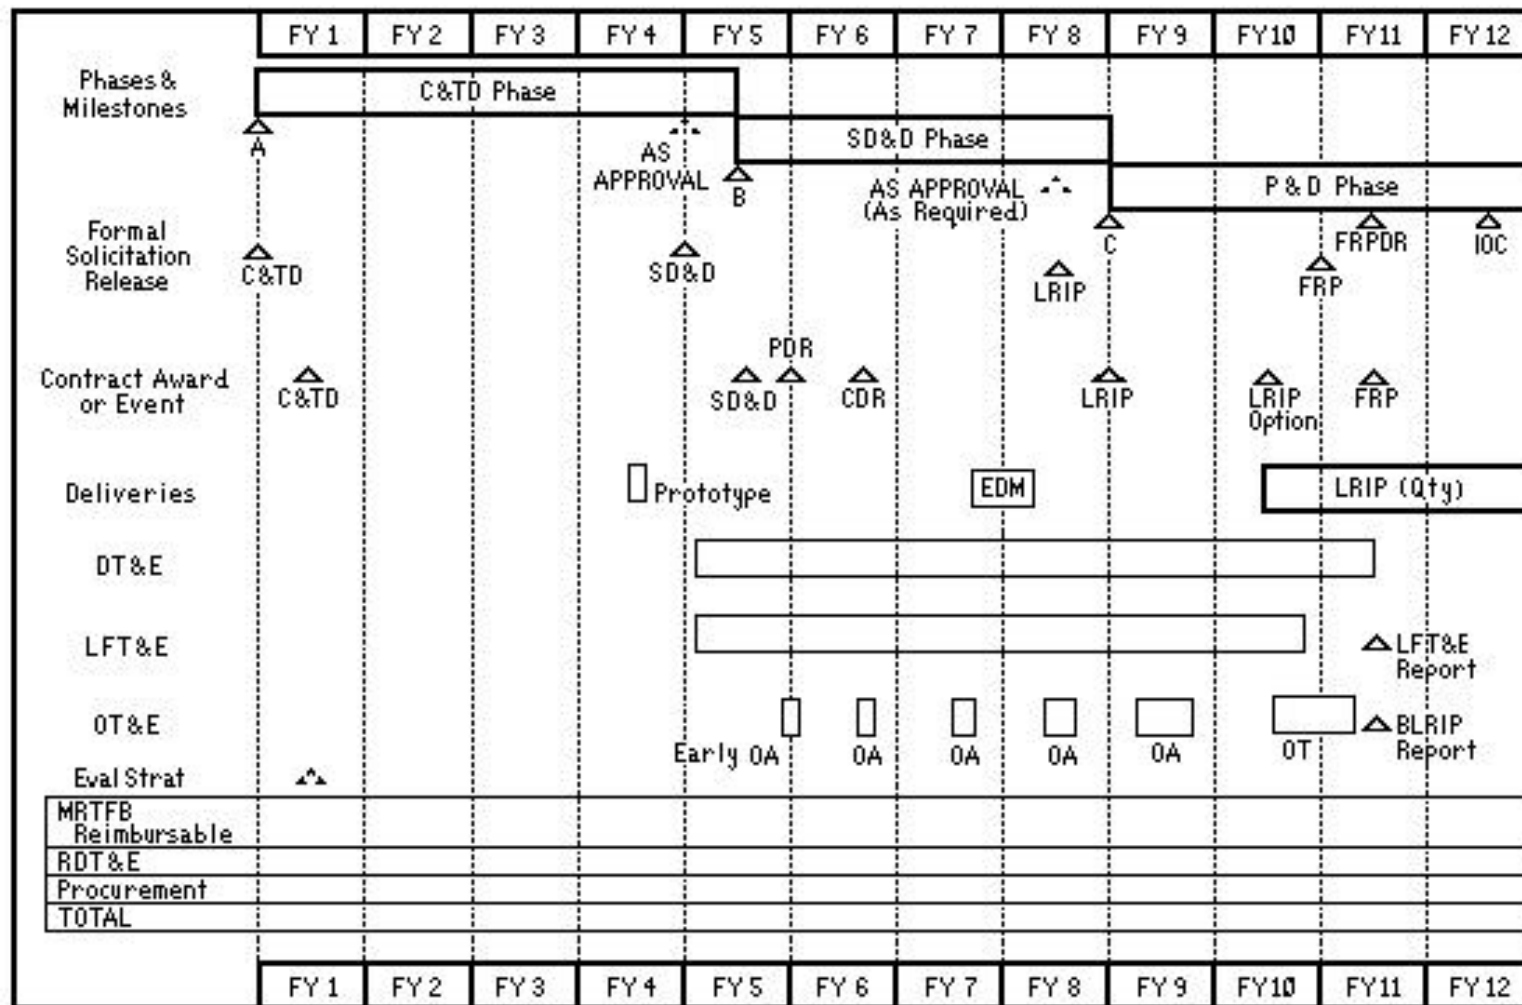 FY 1 FY 2 FY 3 FY 4 FY 5 FY 6 FY 7 FY 8 FY 9 FY10 FY11 FY 12
Phases &
Milestones
C&TD Phase
A
AS
APPROVAL
B
SD&D Phase
AS APPROVAL
(As Required)
P & D Phase
C
FRPDR
IOC
Formal
Solicitation
Release
C&TD
SD&D
LRIP
FRP
Contract Award
or Event
C&TD
SD&D
PDR
CDR
LRIP
LRIP
Option
FRP
Deliveries
Prototype
EDM
LRIP (Qty)
DT&E
LFT&E
LFT&E
Report
OT&E
Early OA
OA
OA
OA
OA
OT
BLRIP
Report
Eval Strat
MRTFB
Reimbursable
RDT&E
Procurement
TOTAL
FY 1 FY 2 FY 3 FY 4 FY 5 FY 6 FY 7 FY 8 FY 9 FY10 FY11 FY 12